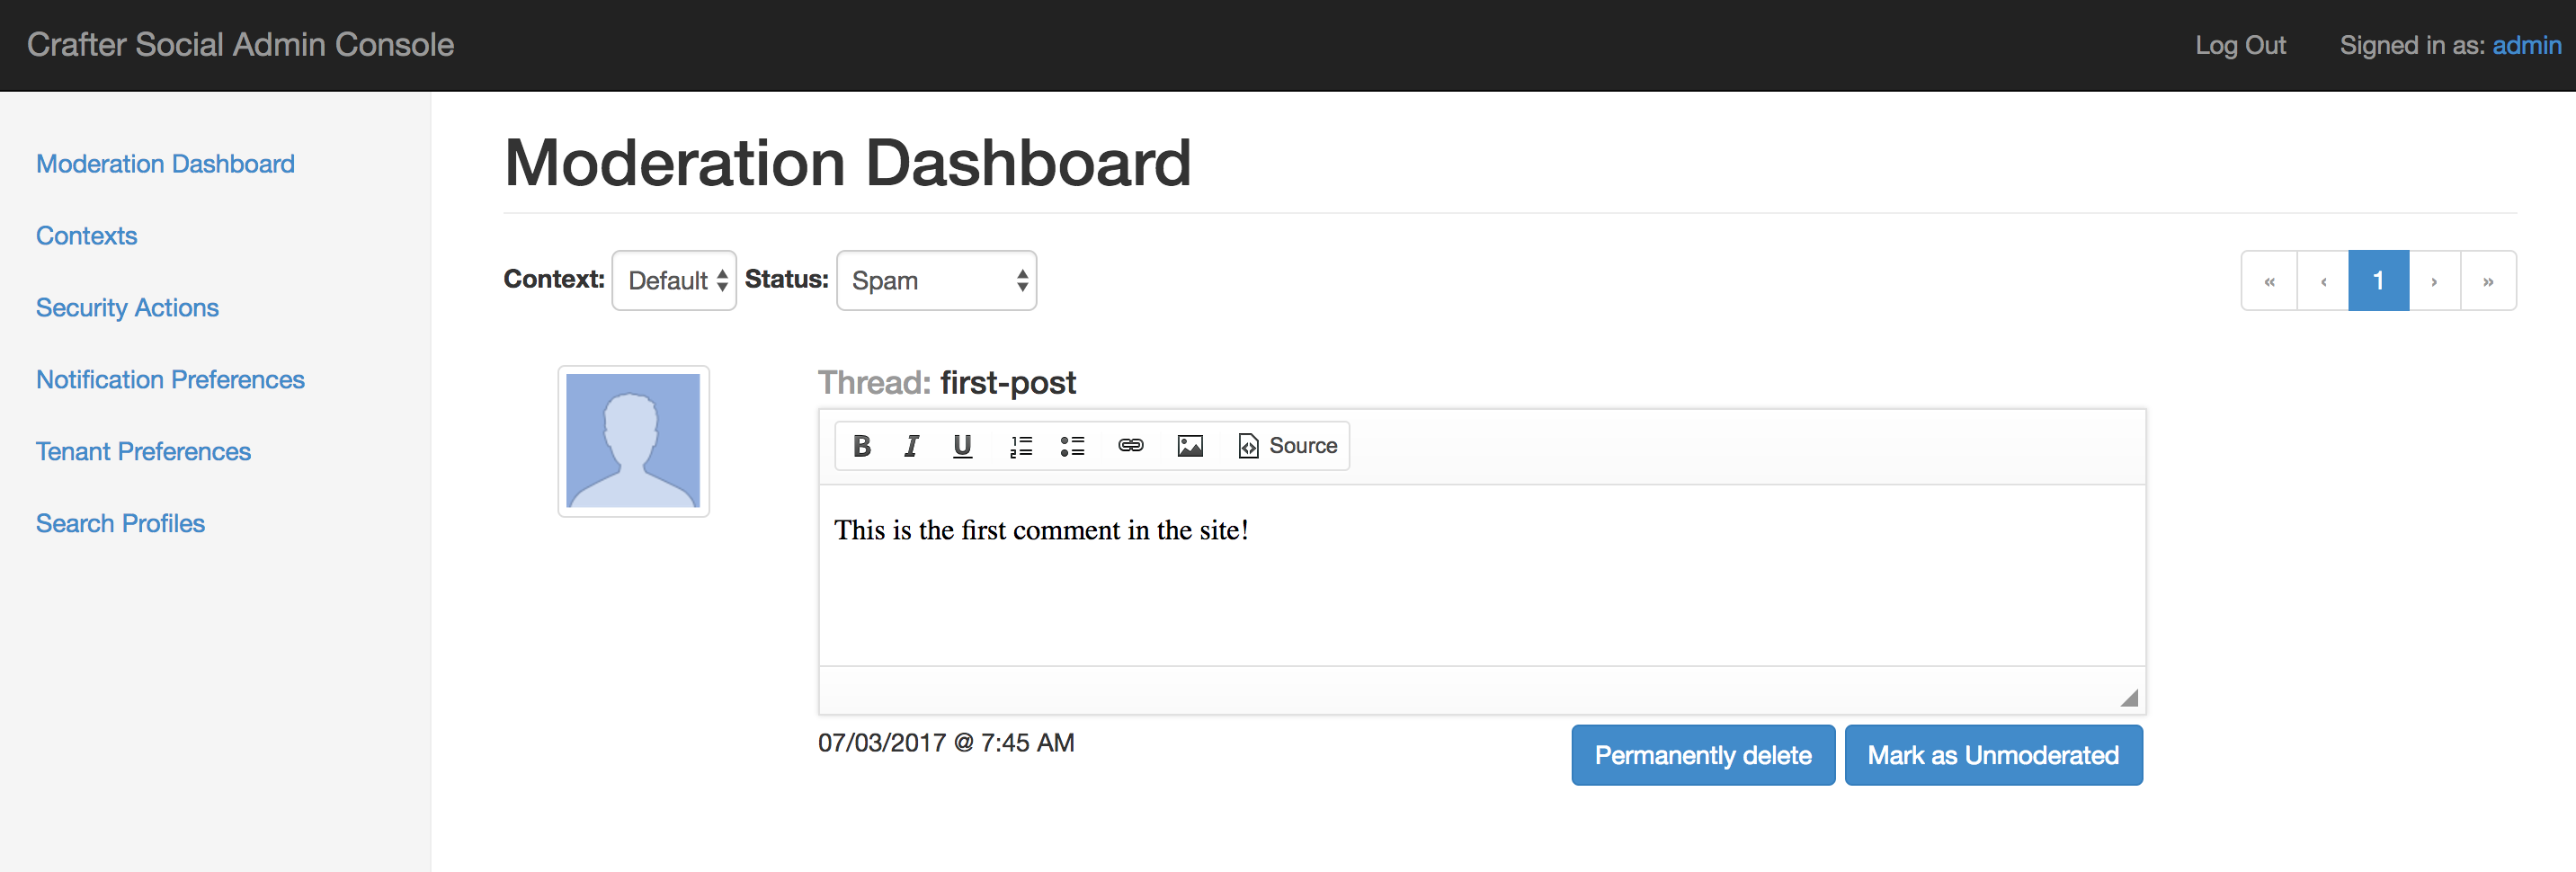 Crafter Social Admin Console
Log Out Signed in as: admin
Moderation Dashboard
Contexts
Security Actions
Notification Preferences
Tenant Preferences
Search Profiles
Moderation Dashboard
Context: Default Status: Spam
« ‹ 1 › »
Thread: first-post
B I U Source
This is the first comment in the site!
07/03/2017 @ 7:45 AM
Permanently delete Mark as Unmoderated